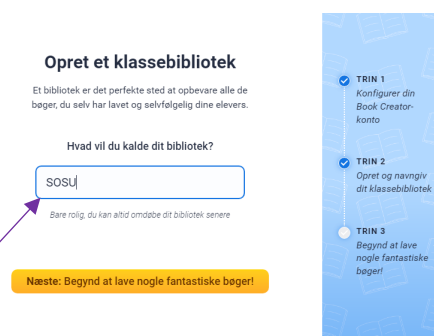 Opret et klassebibliotek
Et bibliotek er det perfekte sted at opbevare alle de
bøger, du selv har lavet og selvfølgelig dine elevers.
Hvad vil du kalde dit bibliotek?
SOSU
Bare rolig, du kan altid omdøbe dit bibliotek senere
Næste: Begynd at lave nogle fantastiske bøger!
TRIN 1
Konfigurer din
Book Creator-
konto
TRIN 2
Opret og navngiv
dit klassebibliotek
TRIN 3
Begynd at lave
nogle fantastiske
bøger!